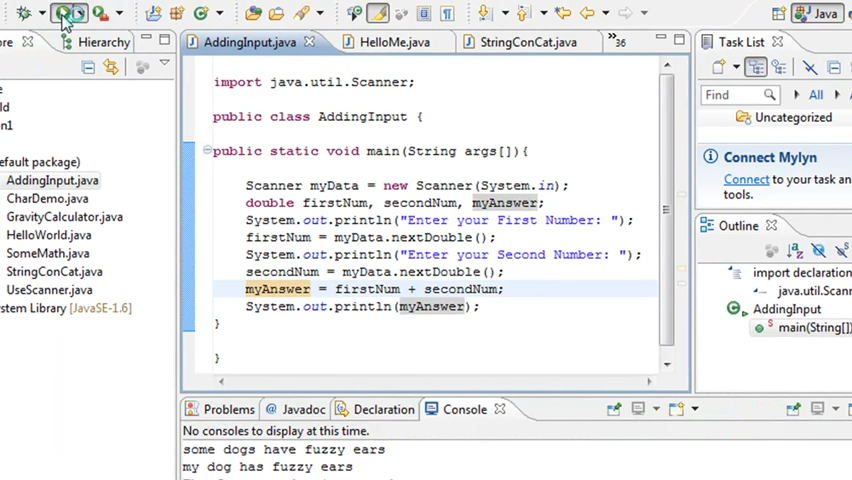 Java
ore
Hierarchy
AddingInput.java
HelloMe.java
StringConCat.java
»36
Task List
e
ld
on1
efault package)
AddingInput.java
CharDemo.java
GravityCalculator.java
HelloWorld.java
SomeMath.java
StringConCat.java
UseScanner.java
stem Library [JavaSE-1.6]
import java.util.Scanner;
public class AddingInput {
public static void main(String args[]){
Scanner myData = new Scanner(System.in);
double firstNum, secondNum, myAnswer;
System.out.println("Enter your First Number: ");
firstNum = myData.nextDouble();
System.out.println("Enter your Second Number: ");
secondNum = myData.nextDouble();
myAnswer = firstNum + secondNum;
System.out.println(myAnswer);
}
}
Find
All
Uncategorized
Connect Mylyn
Connect to your task an
tools.
Outline
import declaration
java.util.Scann
AddingInput
main(String[])
Problems
@ Javadoc
Declaration
Console
No consoles to display at this time.
some dogs have fuzzy ears
my dog has fuzzy ears